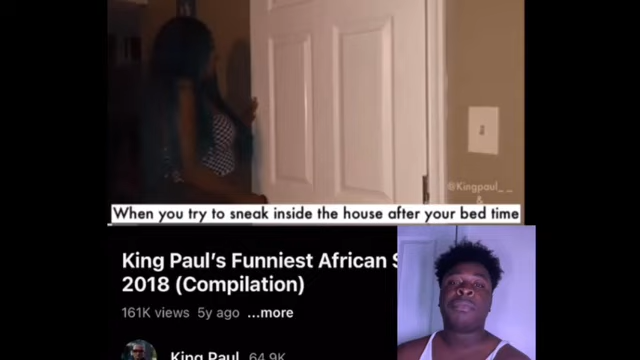 @Kingpaul__
&
When you try to sneak inside the house after your bed time
King Paul's Funniest African
2018 (Compilation)
161K views 5y ago ...more
King Paul 64.9K